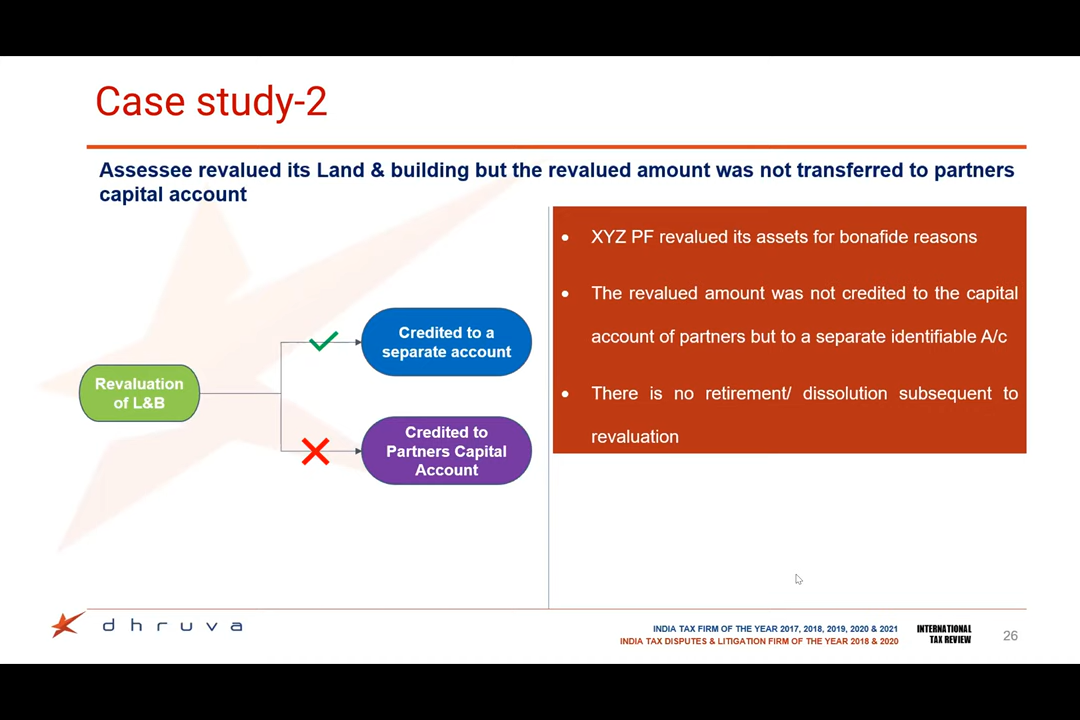 Case study-2
Assessee revalued its Land & building but the revalued amount was not transferred to partners
capital account
Revaluation
of L&B
Credited to a
separate account
Credited to
Partners Capital
Account
• XYZ PF revalued its assets for bonafide reasons
• The revalued amount was not credited to the capital
account of partners but to a separate identifiable A/c
• There is no retirement/ dissolution subsequent to
revaluation
dhruva
INDIA TAX FIRM OF THE YEAR 2017, 2018, 2019, 2020 & 2021
INDIA TAX DISPUTES & LITIGATION FIRM OF THE YEAR 2018 & 2020
INTERNATIONAL
TAX REVIEW
26